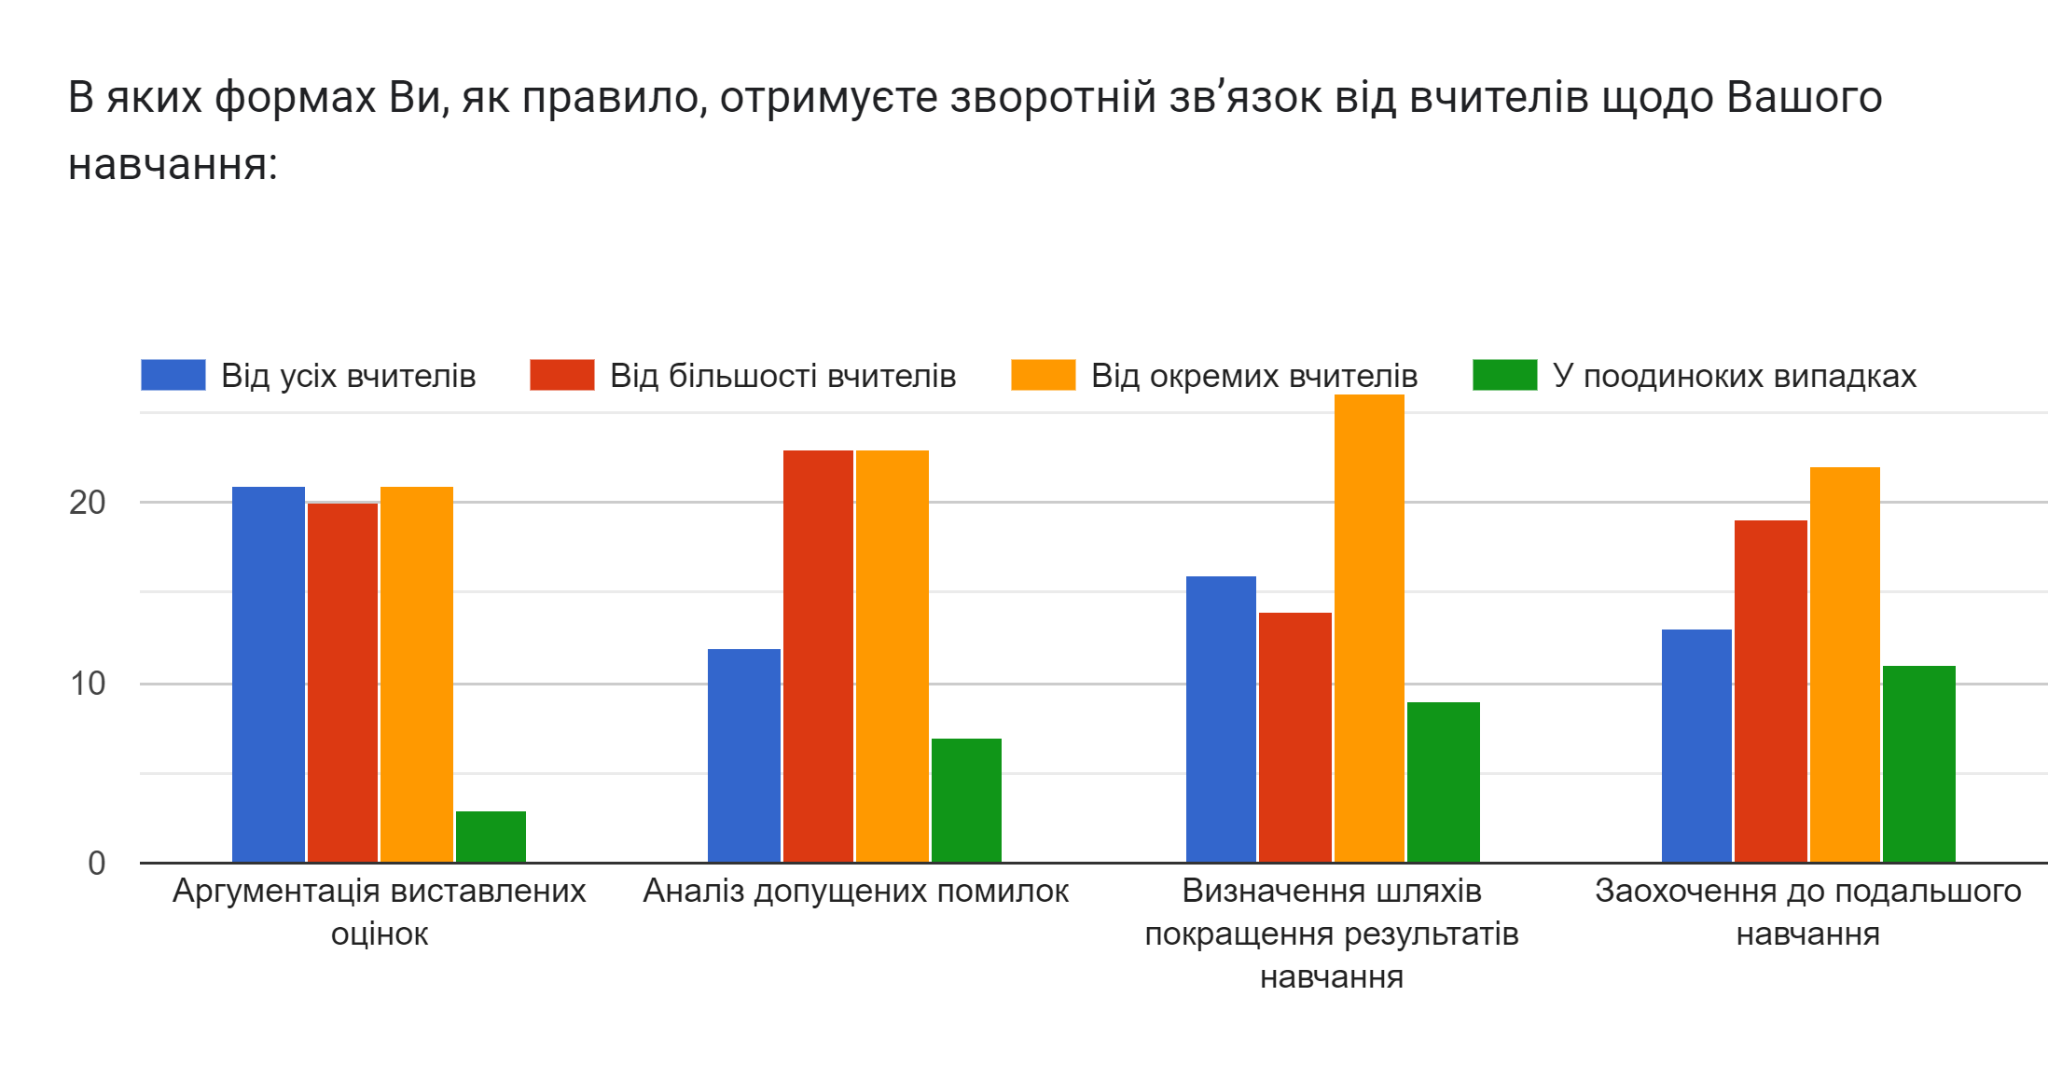 В яких формах Ви, як правило, отримуєте зворотній зв’язок від вчителів щодо Вашого
навчання:
Від усіх вчителів Від більшості вчителів Від окремих вчителів У поодиноких випадках
20
10
0
Аргументація виставлених
оцінок
Аналіз допущених помилок
Визначення шляхів
покращення результатів
навчання
Заохочення до подальшого
навчання